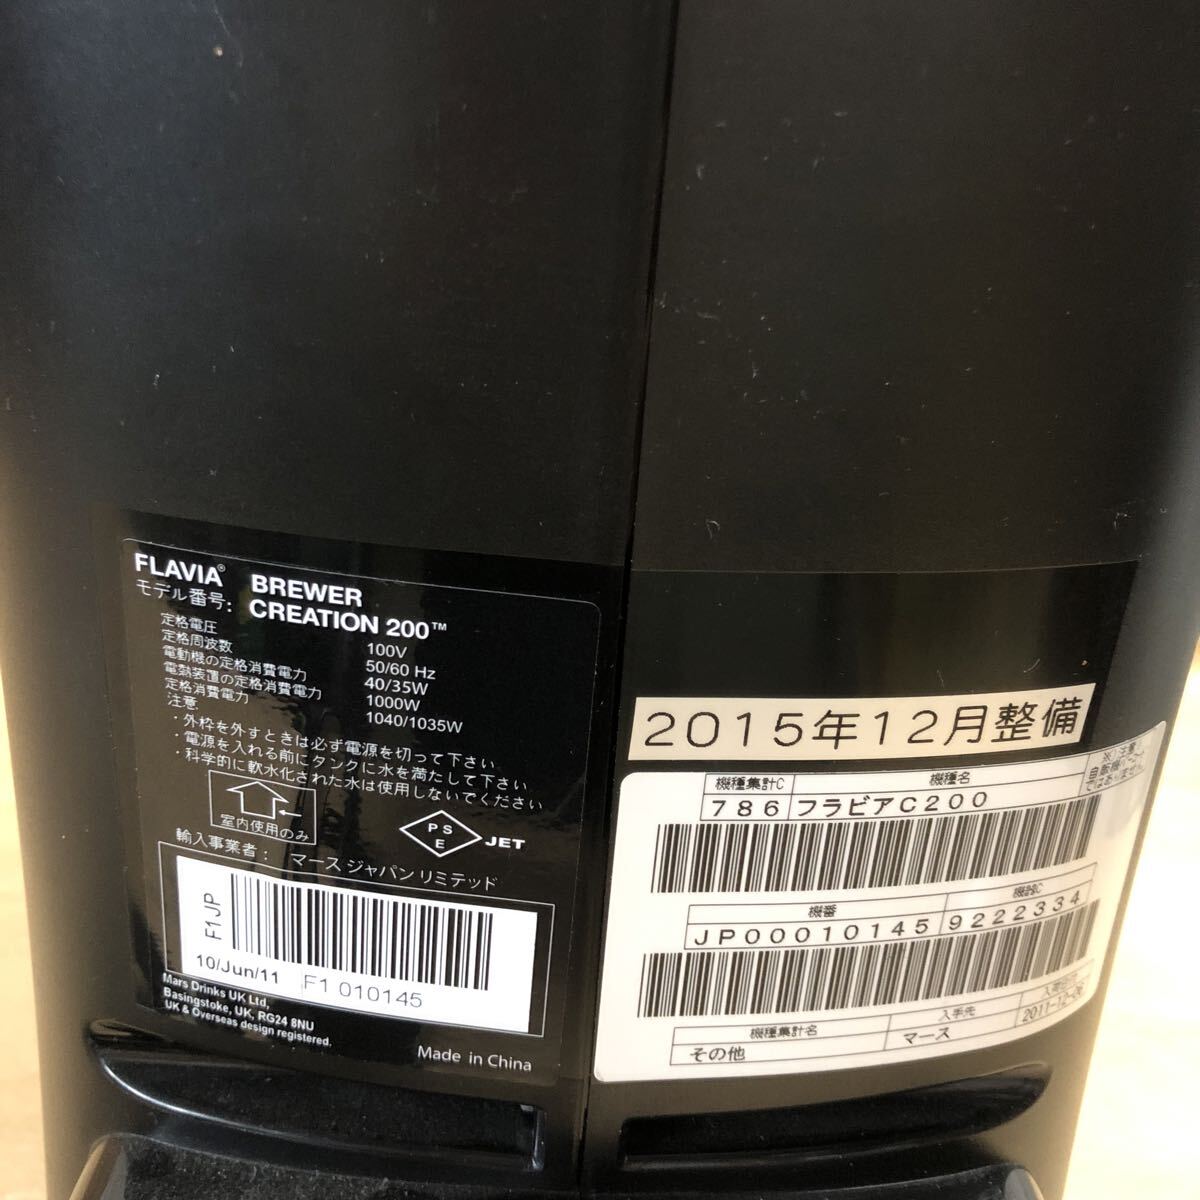 FLAVIA® BREWER
モデル番号: CREATION 200™
定格電圧 100V
定格周波数 50/60 Hz
電動機の定格消費電力 40/35W
電熱装置の定格消費電力 1000W
定格消費電力 1040/1035W
注意
・外枠を外すときは必ず電源を切って下さい
・電源を入れる前にタンクに水を満たして下さい
・科学的に軟水化された水は使用しないでください
室内使用のみ
PSE JET
輸入事業者： マース ジャパン リミテッド
F1JP
10/Jun/11 F1 010145
Mars Drinks UK Ltd,
Basingstoke, UK, RG24 8NU
UK & Overseas design registered.
Made in China
2015年12月整備
機種集計C 機種名
786 フラビアC200
機番 機器C
JP00010145 9222334
機種集計名 入手先
その他 マース 2011-12-06